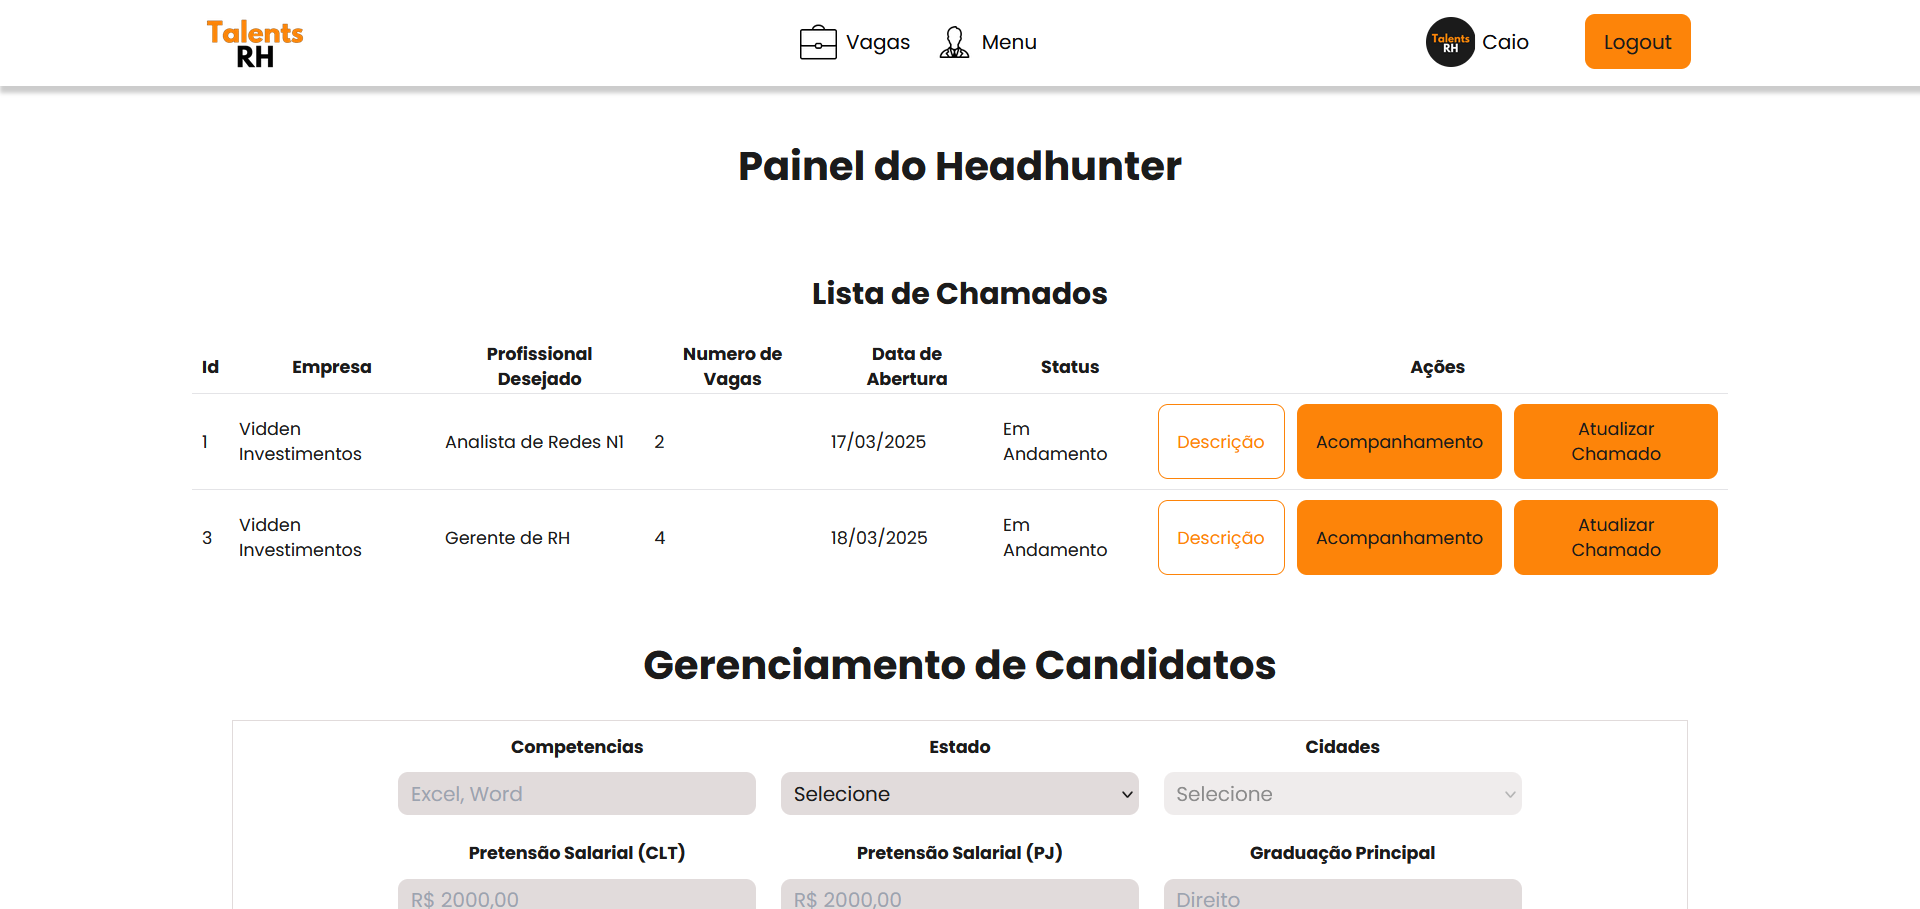 Talents
RH
Vagas
Menu
Talents
RH
Caio
Logout
Painel do Headhunter
Lista de Chamados
Id
Empresa
Profissional
Desejado
Numero de
Vagas
Data de
Abertura
Status
Ações
1
Vidden
Investimentos
Analista de Redes N1
2
17/03/2025
Em
Andamento
Descrição
Acompanhamento
Atualizar
Chamado
3
Vidden
Investimentos
Gerente de RH
4
18/03/2025
Em
Andamento
Descrição
Acompanhamento
Atualizar
Chamado
Gerenciamento de Candidatos
Competencias
Estado
Cidades
Excel, Word
Selecione
Selecione
Pretensão Salarial (CLT)
Pretensão Salarial (PJ)
Graduação Principal
R$ 2000,00
R$ 2000,00
Direito